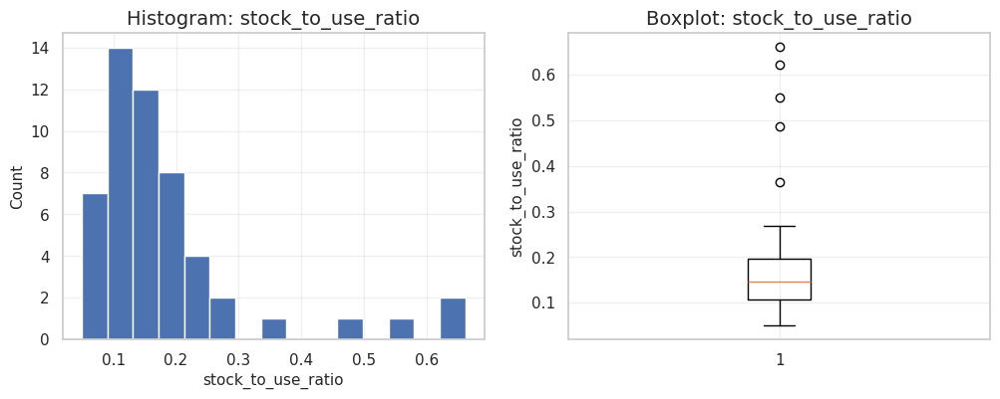 Histogram: stock_to_use_ratio
14
12
10
8
6
4
2
0
Count
0.1 0.2 0.3 0.4 0.5 0.6
stock_to_use_ratio
Boxplot: stock_to_use_ratio
0.6
0.5
0.4
0.3
0.2
0.1
stock_to_use_ratio
1